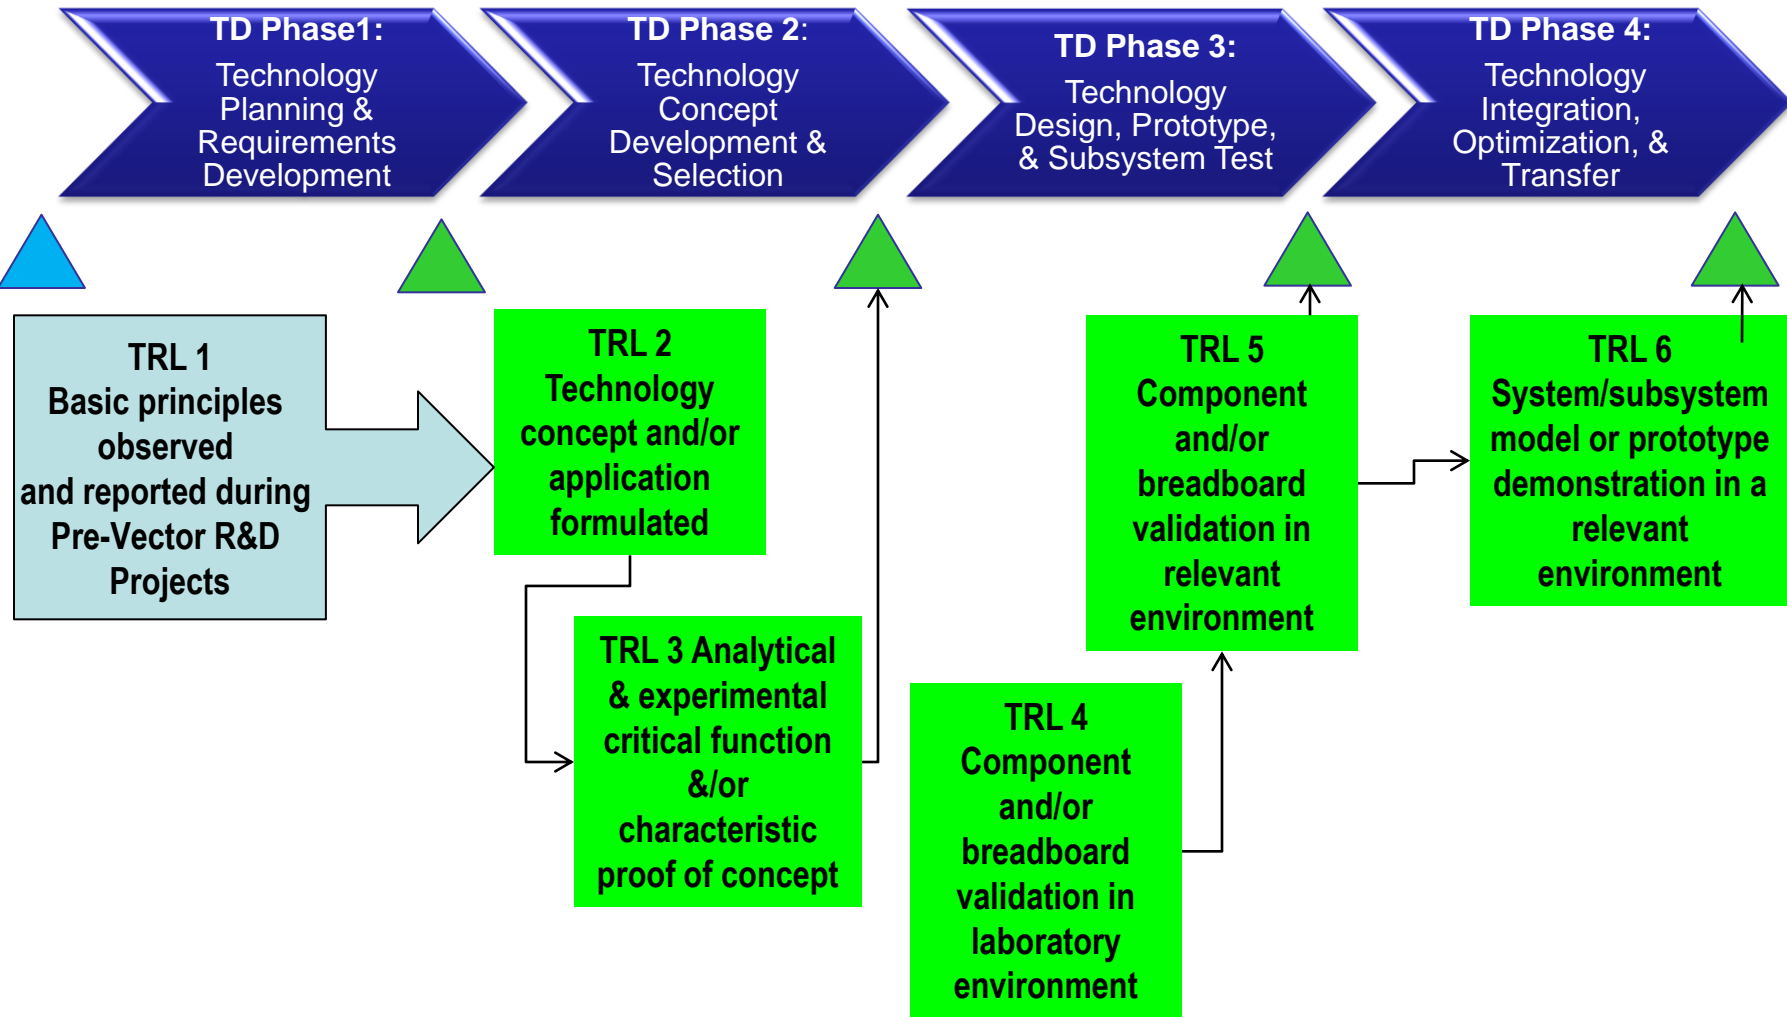 TD Phase1:
Technology
Planning &
Requirements
Development
TD Phase 2:
Technology
Concept
Development &
Selection
TD Phase 3:
Technology
Design, Prototype,
& Subsystem Test
TD Phase 4:
Technology
Integration,
Optimization, &
Transfer
TRL 1
Basic principles
observed
and reported during
Pre-Vector R&D
Projects
TRL 2
Technology
concept and/or
application
formulated
TRL 3 Analytical
& experimental
critical function
&/or
characteristic
proof of concept
TRL 4
Component
and/or
breadboard
validation in
laboratory
environment
TRL 5
Component
and/or
breadboard
validation in
relevant
environment
TRL 6
System/subsystem
model or prototype
demonstration in a
relevant
environment